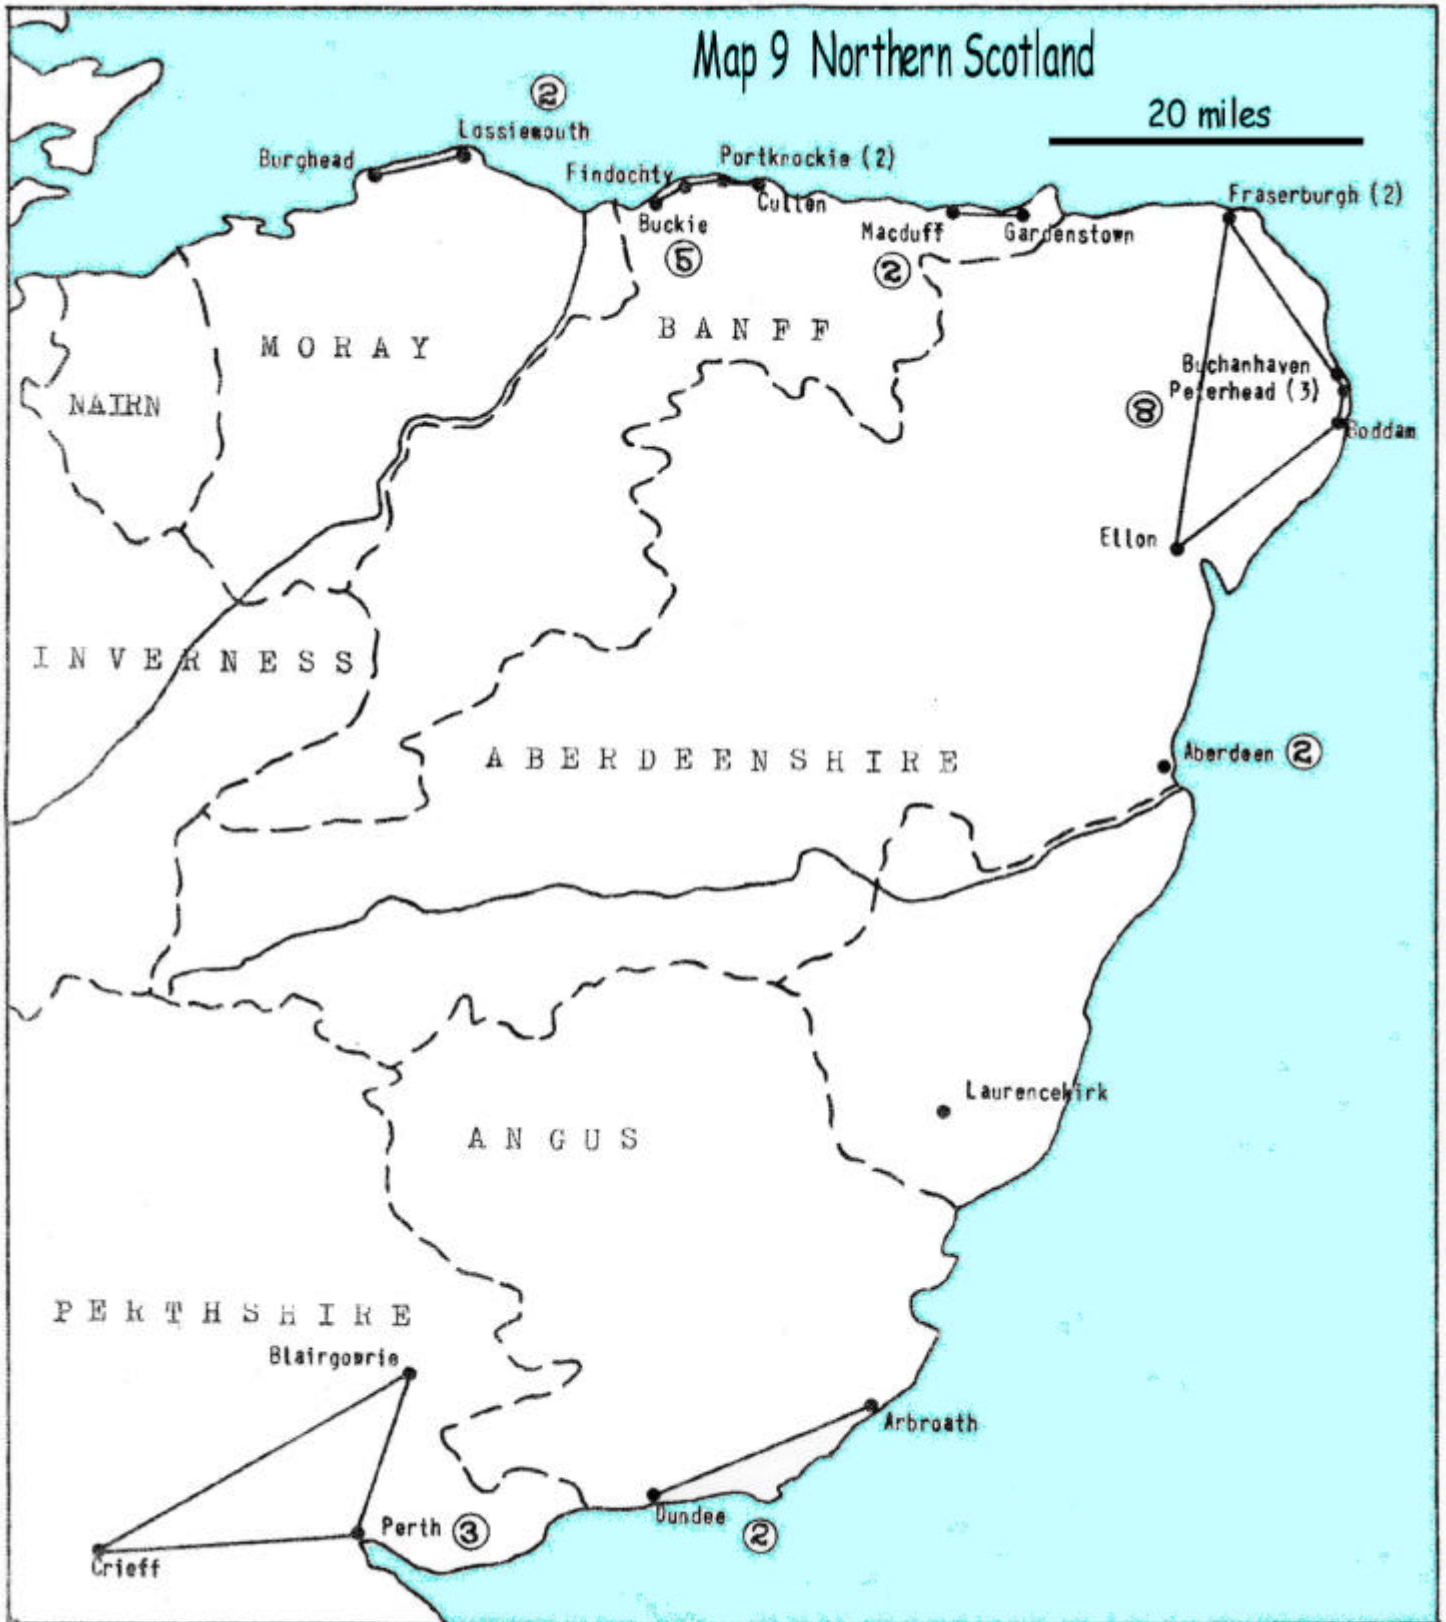 Map 9 Northern Scotland
20 miles
②
Lossiemouth
Burghead
Portknockie (2)
Findochty
Cullen
Buckie
⑤
Macduff
②
Gardenstown
Fraserburgh (2)
BANFF
MORAY
NAIRN
Buchanhaven
Peterhead (3)
⑧
Boddam
Ellon
INVERNESS
ABERDEENSHIRE
Aberdeen ②
Laurencekirk
ANGUS
PERTHSHIRE
Blairgowrie
Arbroath
Dundee
②
Perth ③
Crieff